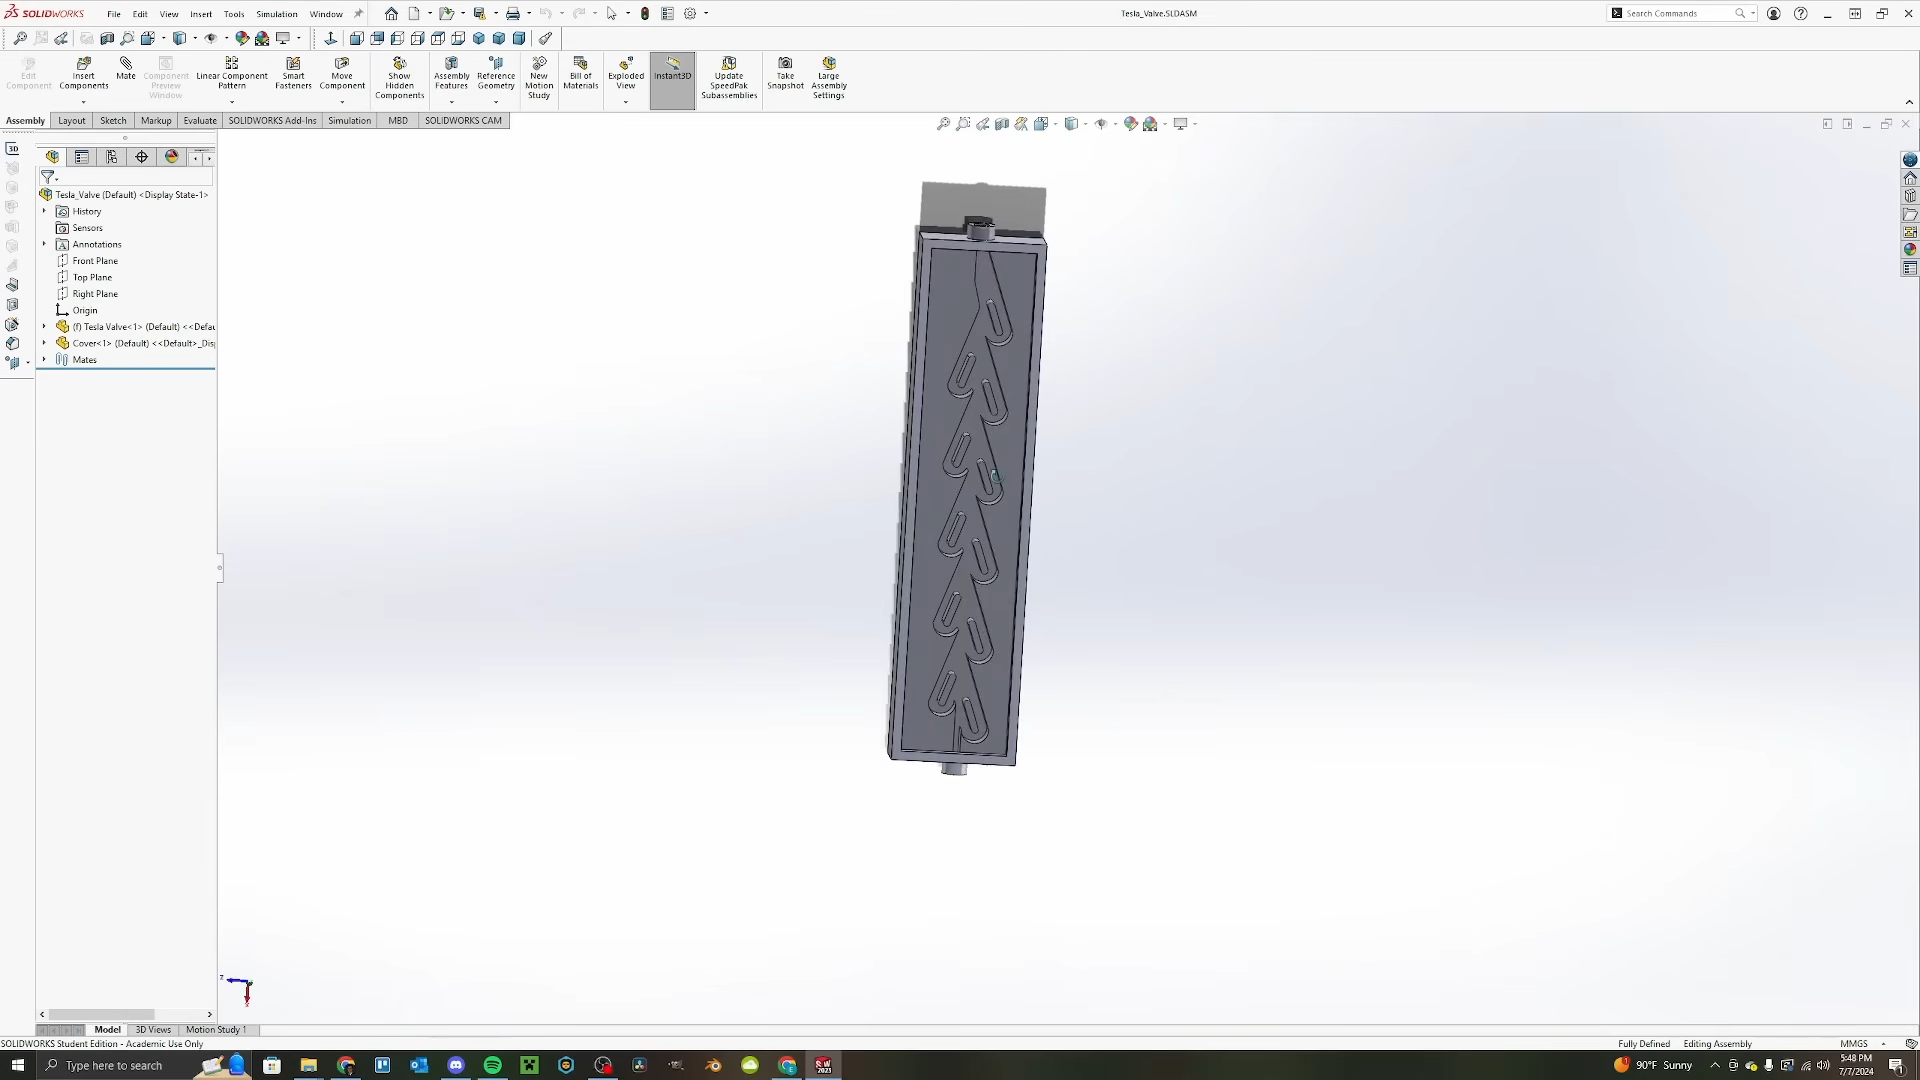 SOLIDWORKS File Edit View Insert Tools Simulation Window Tesla_Valve.SLDASM Search Commands
Edit Component
Insert Components
Mate
Component Preview Window
Linear Component Pattern
Smart Fasteners
Move Component
Show Hidden Components
Assembly Features
Reference Geometry
New Motion Study
Bill of Materials
Exploded View
Instant3D
Update SpeedPak Subassemblies
Take Snapshot
Large Assembly Settings
Assembly Layout Sketch Markup Evaluate SOLIDWORKS Add-Ins Simulation MBD SOLIDWORKS CAM
Tesla_Valve (Default) <Display State-1>
History
Sensors
Annotations
Front Plane
Top Plane
Right Plane
Origin
(f) Tesla Valve<1> (Default) <<Defau
Cover<1> (Default) <<Default>_Dis
Mates
Model 3D Views Motion Study 1
SOLIDWORKS Student Edition - Academic Use Only Fully Defined Editing Assembly MMGS
Type here to search 90°F Sunny 5:48 PM
7/7/2024